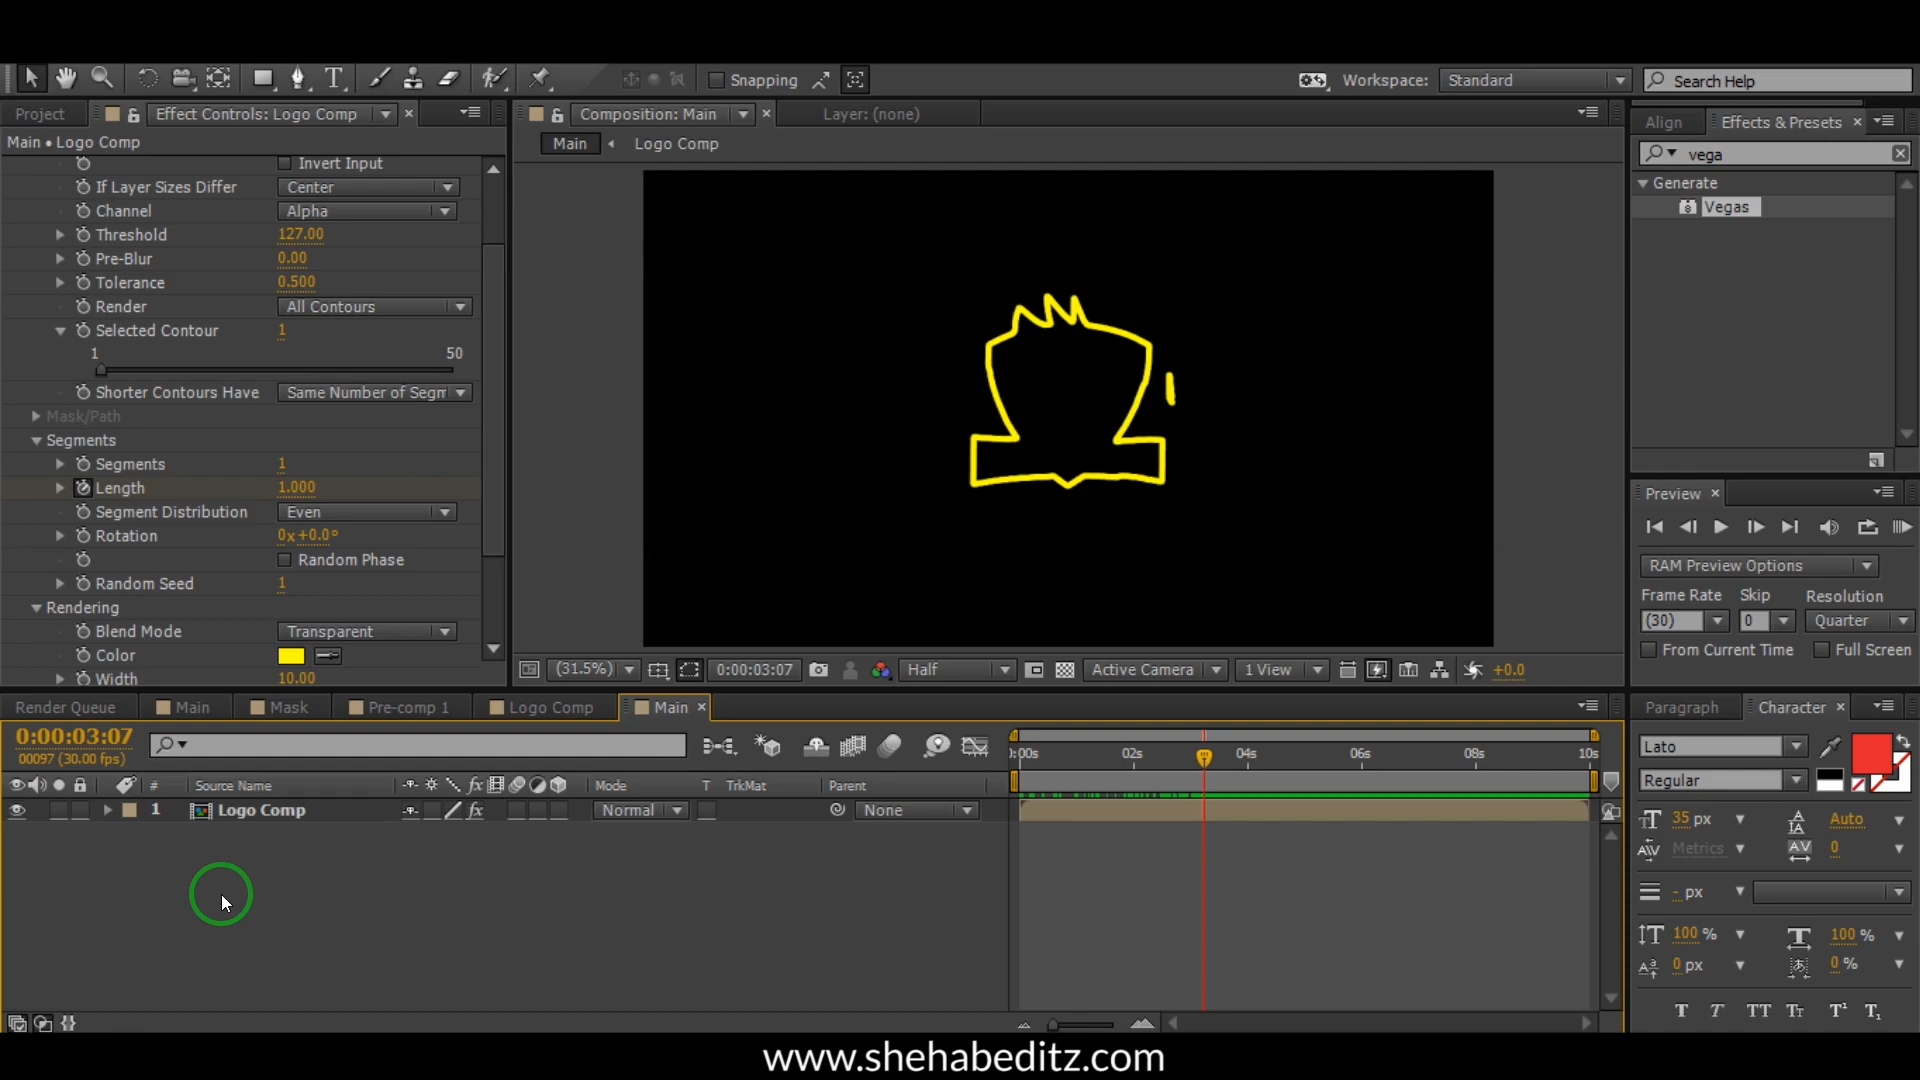 Snapping
Workspace: Standard
Search Help
Project
Effect Controls: Logo Comp
Composition: Main
Layer: (none)
Align
Effects & Presets
Main • Logo Comp
Main
Logo Comp
vega
Invert Input
If Layer Sizes Differ
Center
Channel
Alpha
Threshold
127.00
Pre-Blur
0.00
Tolerance
0.500
Render
All Contours
Selected Contour
1
1
50
Shorter Contours Have
Same Number of Segm
Mask/Path
Segments
Segments
1
Length
1.000
Segment Distribution
Even
Rotation
0x+0.0°
Random Phase
Random Seed
1
Rendering
Blend Mode
Transparent
Color
Width
10.00
Generate
Vegas
Preview
RAM Preview Options
Frame Rate
Skip
Resolution
(30)
0
Quarter
From Current Time
Full Screen
(31.5%)
0:00:03:07
Half
Active Camera
1 View
+0.0
Render Queue
Main
Mask
Pre-comp 1
Logo Comp
Main
Paragraph
Character
0:00:03:07
00097 (30.00 fps)
):00s
02s
04s
06s
08s
10s
#
Source Name
fx
Mode
T
TrkMat
Parent
1
Logo Comp
fx
Normal
None
Lato
Regular
35 px
Auto
Metrics
0
- px
100 %
100 %
0 px
0 %
T T TT Tт T¹ T₁
www.shehabeditz.com